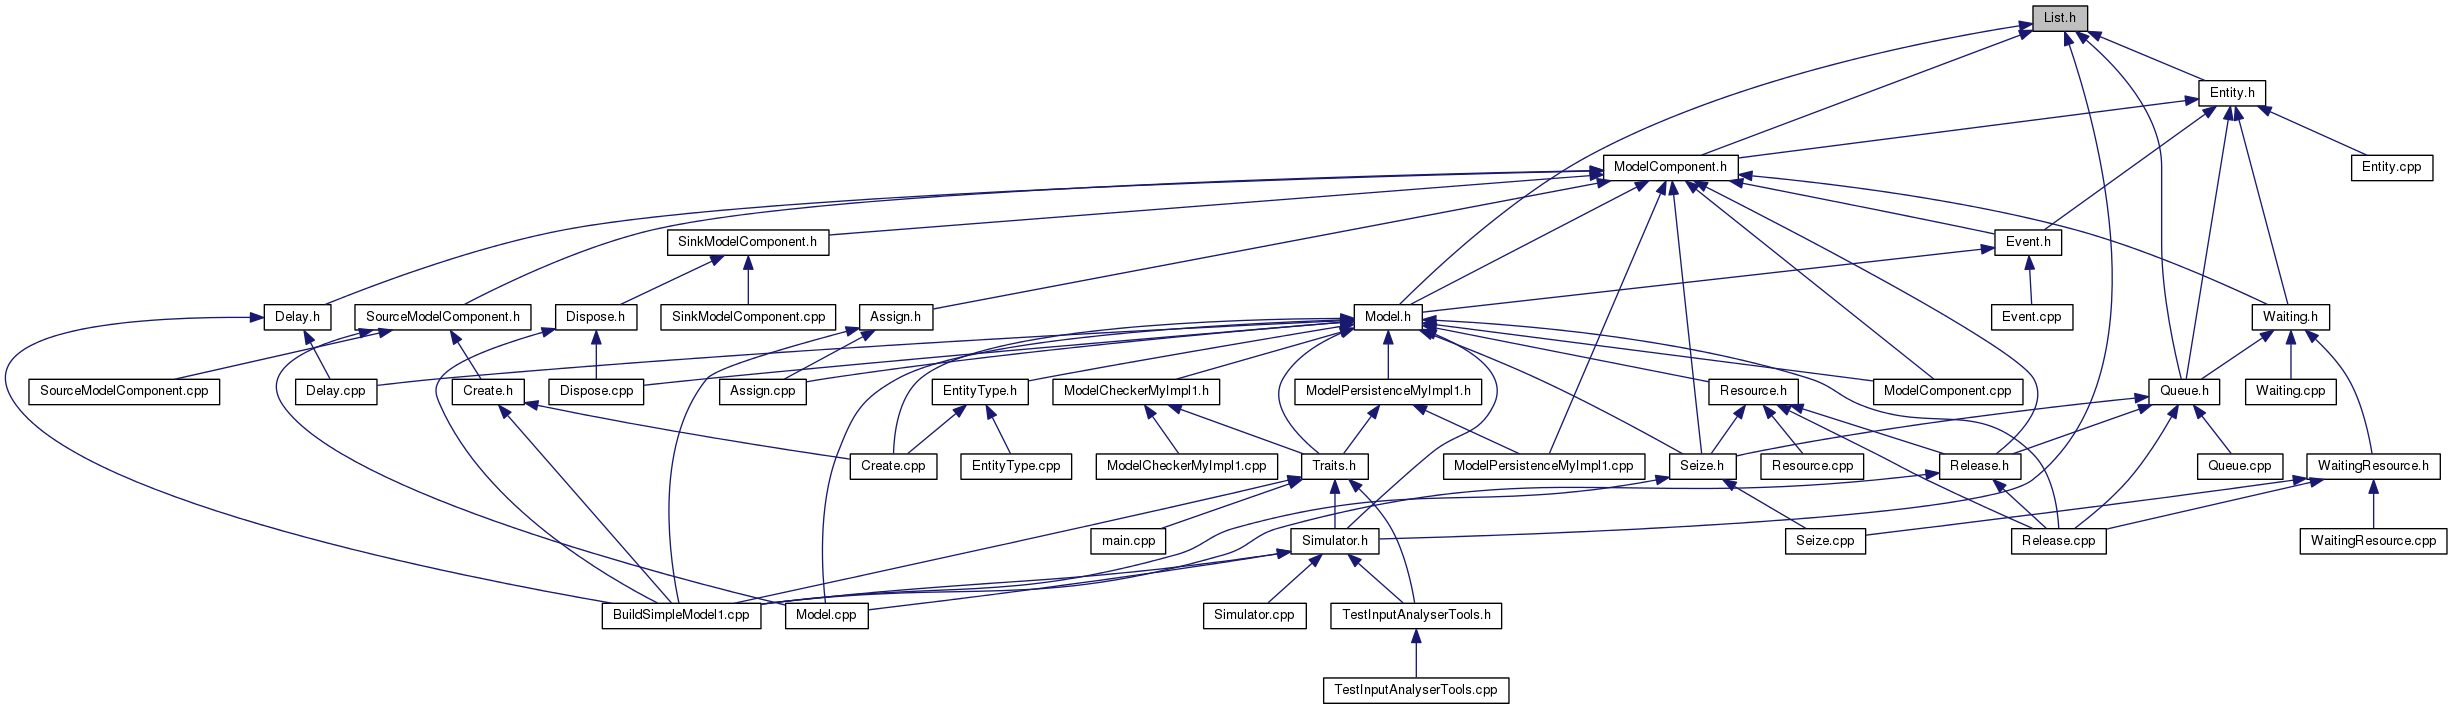 List.h
Entity.h
ModelComponent.h
Entity.cpp
SinkModelComponent.h
Event.h
Delay.h
SourceModelComponent.h
Dispose.h
SinkModelComponent.cpp
Assign.h
Model.h
Event.cpp
Waiting.h
SourceModelComponent.cpp
Delay.cpp
Create.h
Dispose.cpp
Assign.cpp
EntityType.h
ModelCheckerMyImpl1.h
ModelPersistenceMyImpl1.h
Resource.h
ModelComponent.cpp
Queue.h
Waiting.cpp
Create.cpp
EntityType.cpp
ModelCheckerMyImpl1.cpp
Traits.h
ModelPersistenceMyImpl1.cpp
Seize.h
Resource.cpp
Release.h
Queue.cpp
WaitingResource.h
main.cpp
Simulator.h
Seize.cpp
Release.cpp
WaitingResource.cpp
BuildSimpleModel1.cpp
Model.cpp
Simulator.cpp
TestInputAnalyserTools.h
TestInputAnalyserTools.cpp